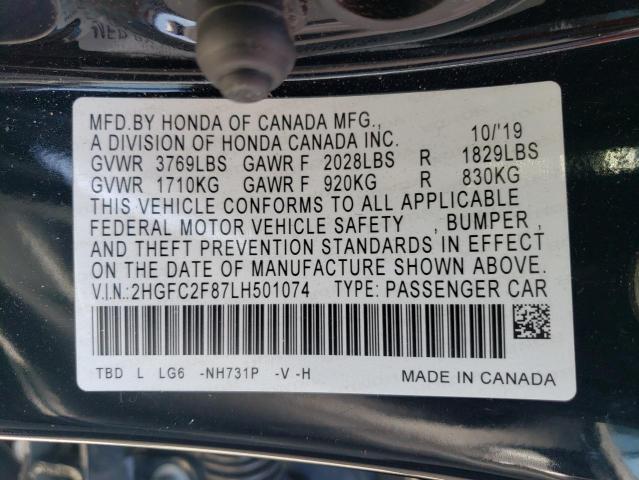 MFD.BY HONDA OF CANADA MFG.,
A DIVISION OF HONDA CANADA INC. 10/'19
GVWR 3769LBS GAWR F 2028LBS R 1829LBS
GVWR 1710KG GAWR F 920KG R 830KG
THIS VEHICLE CONFORMS TO ALL APPLICABLE
FEDERAL MOTOR VEHICLE SAFETY , BUMPER ,
AND THEFT PREVENTION STANDARDS IN EFFECT
ON THE DATE OF MANUFACTURE SHOWN ABOVE.
V.I.N.:2HGFC2F87LH501074 TYPE: PASSENGER CAR
TBD L LG6 -NH731P -V -H MADE IN CANADA